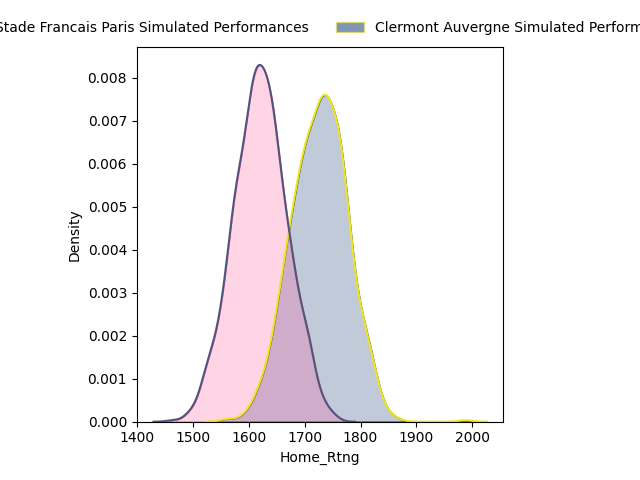 Stade Francais Paris Simulated Performances Clermont Auvergne Simulated Perform
0.008
0.007
0.006
0.005
0.004
0.003
0.002
0.001
0.000
Density
1400 1500 1600 1700 1800 1900 2000
Home_Rtng